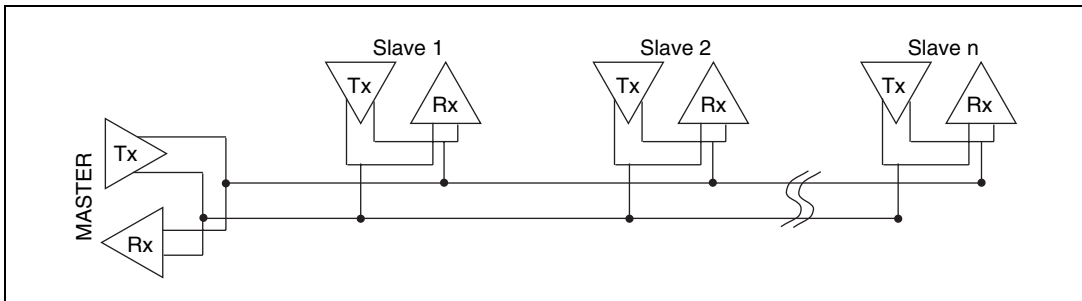 Slave 1
Slave 2
Slave n
Tx
Rx
Tx
Rx
Tx
Rx
MASTER
Tx
Rx